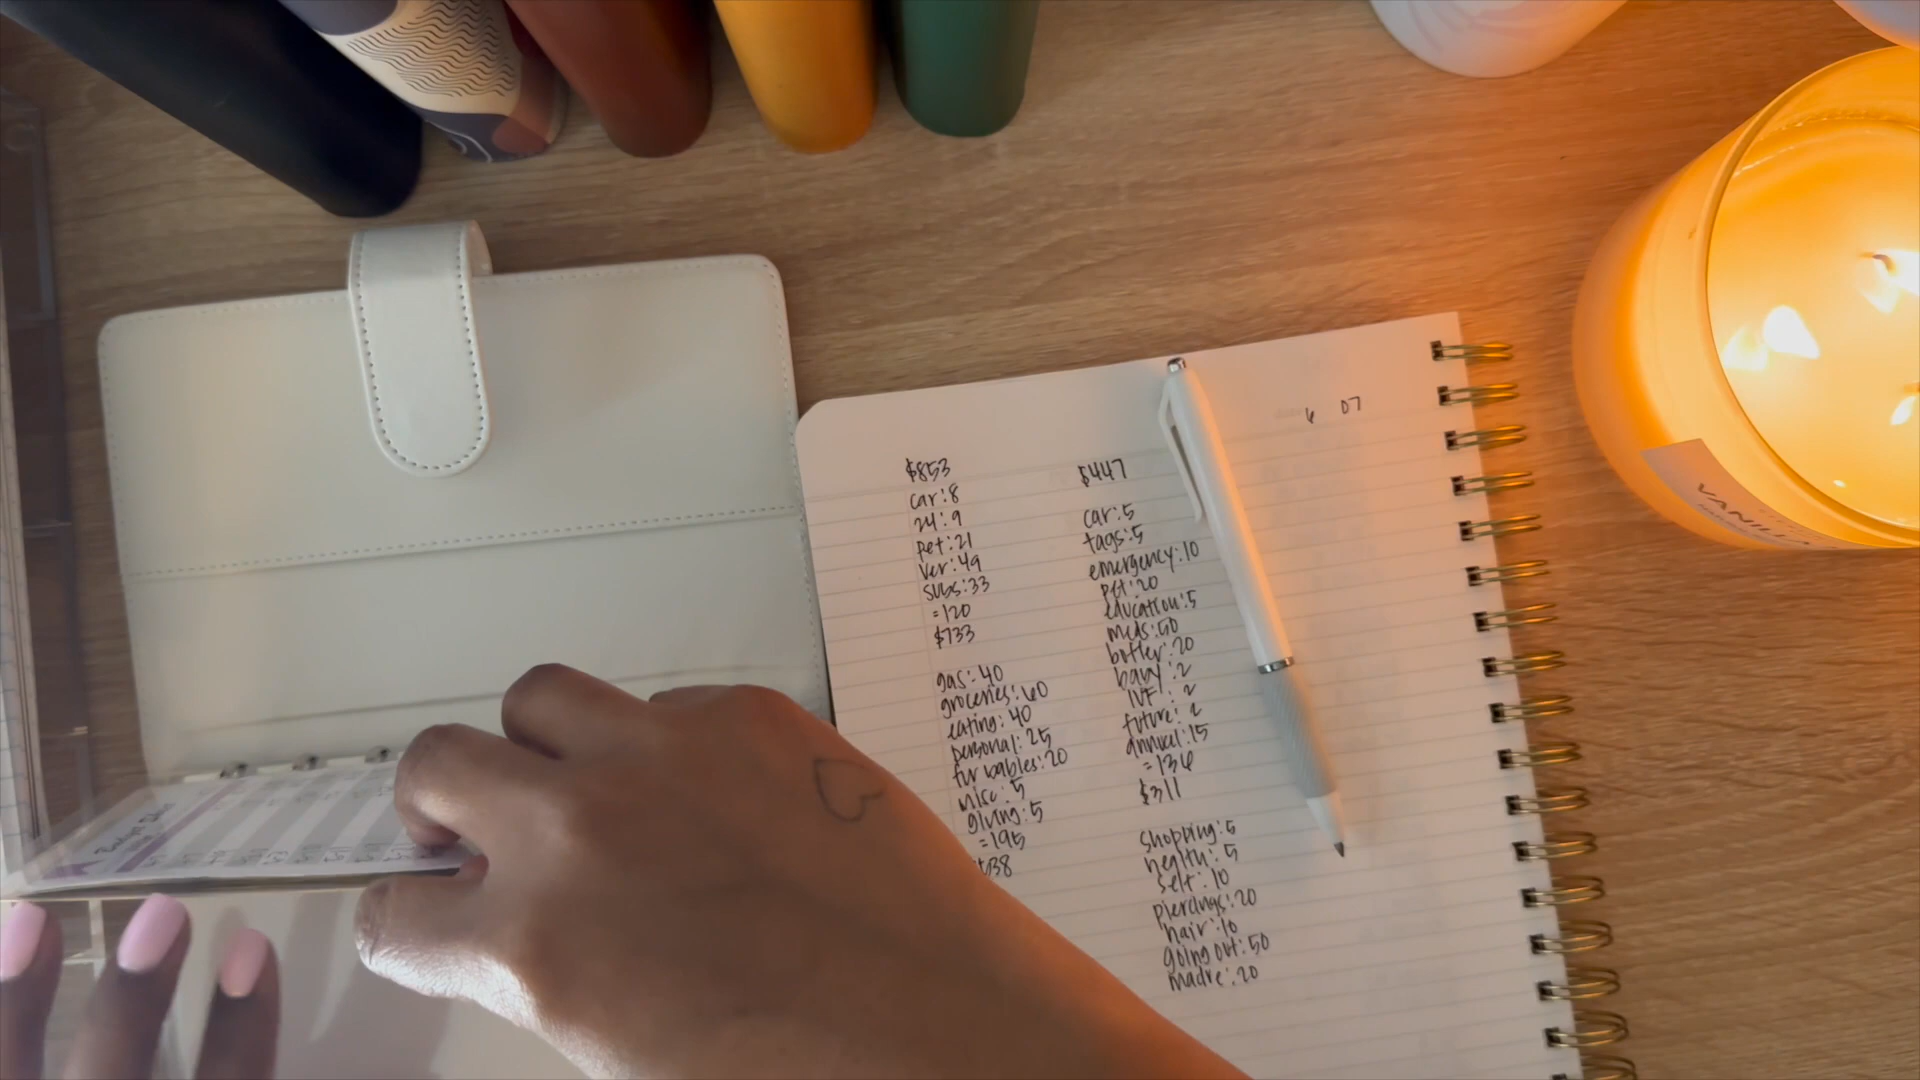 6 07
$853
car: 8
24: 9
pet: 21
ver: 49
subs: 33
= 120
$733
gas: 40
groceries: 60
eating: 40
personal: 25
fur babies: 20
misc: 5
giving: 5
= 195
538
$447
car: 5
tags: 5
emergency: 10
pet: 20
education: 5
meds: 50
20
baby: 2
IVF: 2
future: 2
annual: 15
= 136
$311
shopping: 5
health: 5
self: 10
piercings: 20
hair: 10
going out: 50
madre: 20